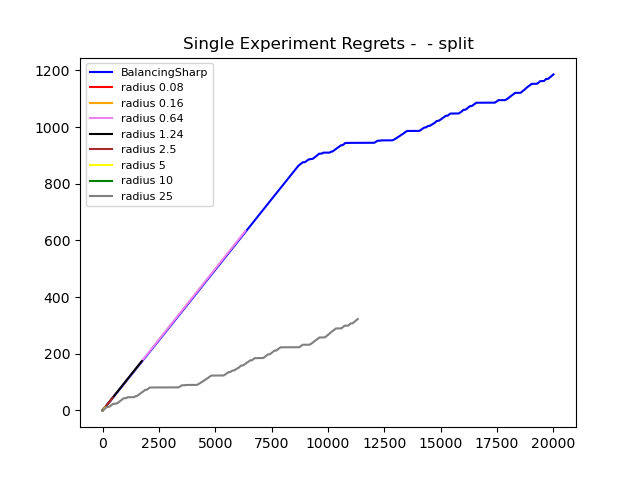 Single Experiment Regrets -  - split
1200
1000
800
600
400
200
0
BalancingSharp
radius 0.08
radius 0.16
radius 0.64
radius 1.24
radius 2.5
radius 5
radius 10
radius 25
0 2500 5000 7500 10000 12500 15000 17500 20000